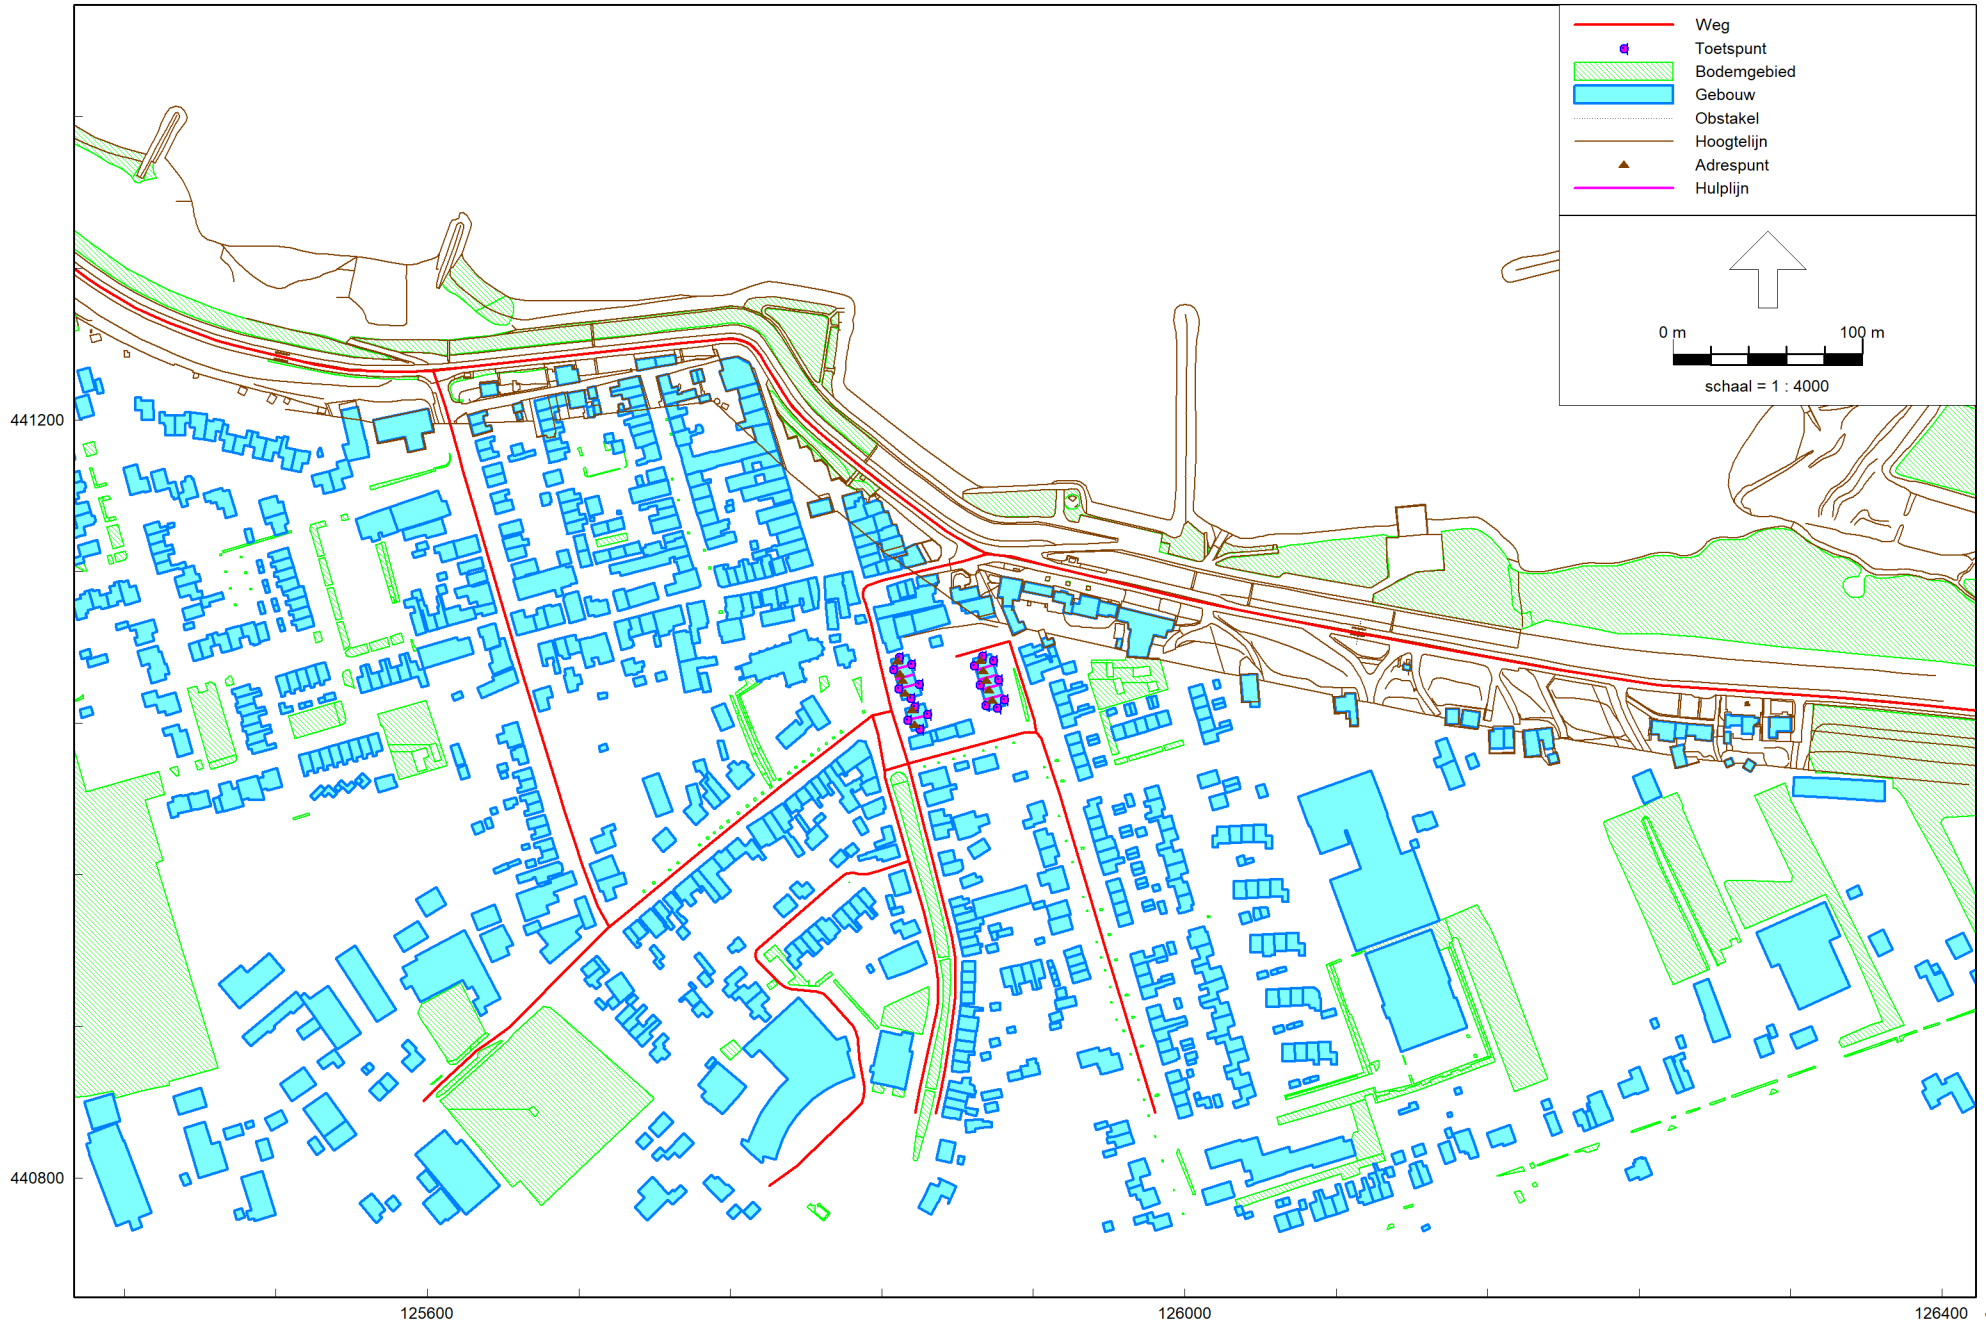 Weg
Toetspunt
Bodemgebied
Gebouw
Obstakel
Hoogtelijn
Adrespunt
Hulplijn
0 m 100 m
schaal = 1 : 4000
441200
440800
125600 126000 126400